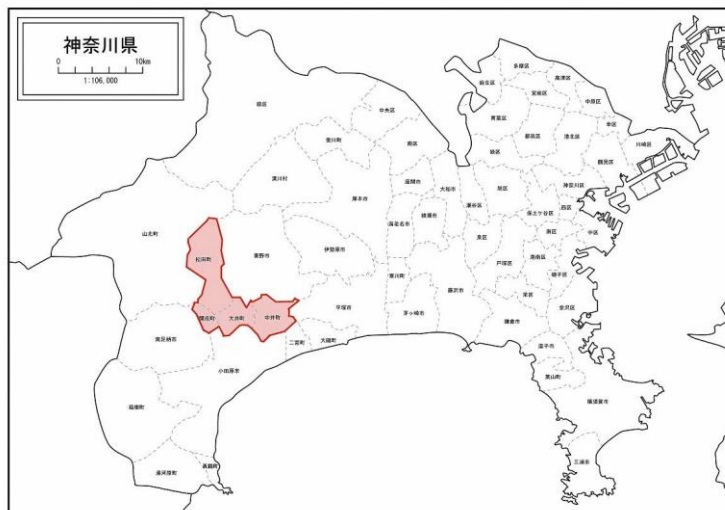 神奈川県
0 10km
1:106,000
緑区
中央区
南区
愛川町
清川村
厚木市
座間市
大和市
綾瀬市
海老名市
瀬谷区
山北町
松田町
秦野市
伊勢原市
寒川町
藤沢市
茅ヶ崎市
平塚市
開成町
大井町
中井町
二宮町
大磯町
南足柄市
小田原市
箱根町
湯河原町
真鶴町
多摩区
麻生区
高津区
宮前区
中原区
幸区
川崎区
青葉区
都筑区
港北区
鶴見区
緑区
旭区
神奈川区
保土ケ谷区
西区
中区
南区
泉区
戸塚区
港南区
磯子区
栄区
金沢区
鎌倉市
逗子市
葉山町
横須賀市
三浦市